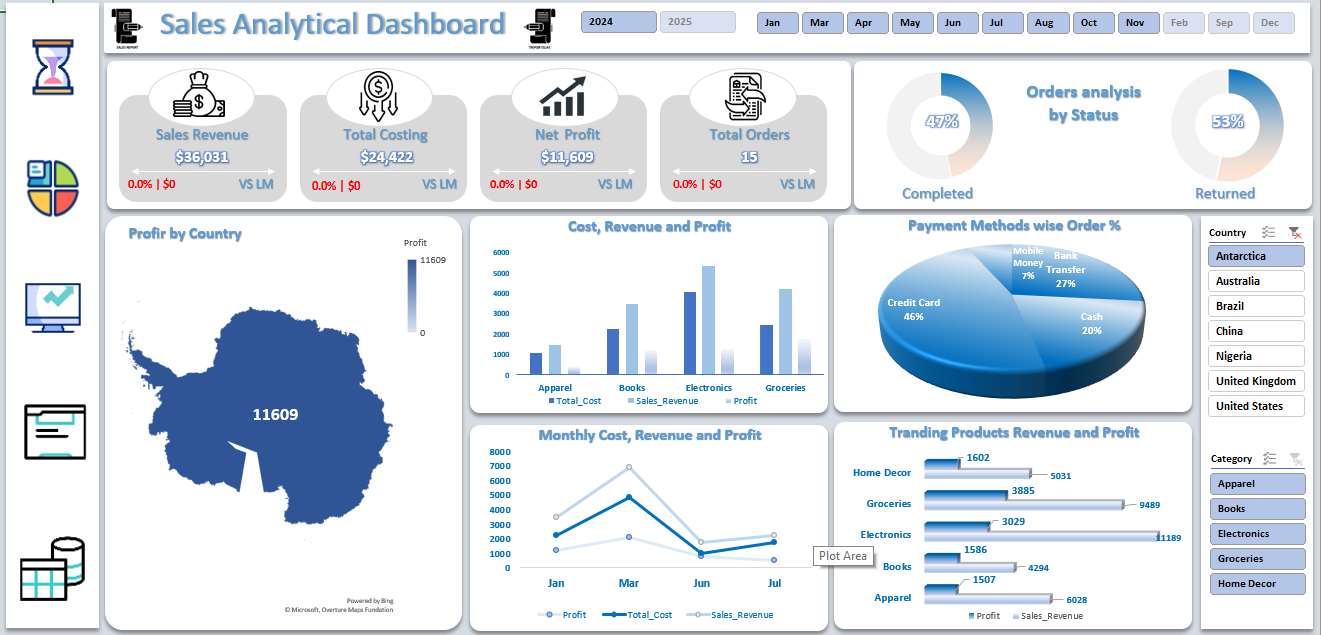 Sales Analytical Dashboard
SALES REPORT
2024
2025
Jan
Mar
Apr
May
Jun
Jul
Aug
Oct
Nov
Feb
Sep
Dec
Sales Revenue
$36,031
0.0% | $0
VS LM
Total Costing
$24,422
0.0% | $0
VS LM
Net Profit
$11,609
0.0% | $0
VS LM
Total Orders
15
0.0% | $0
VS LM
47%
Completed
Orders analysis
by Status
53%
Returned
Profir by Country
Profit
11609
0
11609
Powered by Bing
© Microsoft, Overture Maps Fundation
Cost, Revenue and Profit
6000
5000
4000
3000
2000
1000
0
Apparel
Books
Electronics
Groceries
Total_Cost
Sales_Revenue
Profit
Payment Methods wise Order %
Mobile
Money
7%
Bank
Transfer
27%
Credit Card
46%
Cash
20%
Monthly Cost, Revenue and Profit
8000
7000
6000
5000
4000
3000
2000
1000
0
Jan
Mar
Jun
Jul
Profit
Total_Cost
Sales_Revenue
Plot Area
Tranding Products Revenue and Profit
Home Decor
1602
5031
Groceries
3885
9489
Electronics
3029
11189
Books
1586
4294
Apparel
1507
6028
Profit
Sales_Revenue
Country
Antarctica
Australia
Brazil
China
Nigeria
United Kingdom
United States
Category
Apparel
Books
Electronics
Groceries
Home Decor